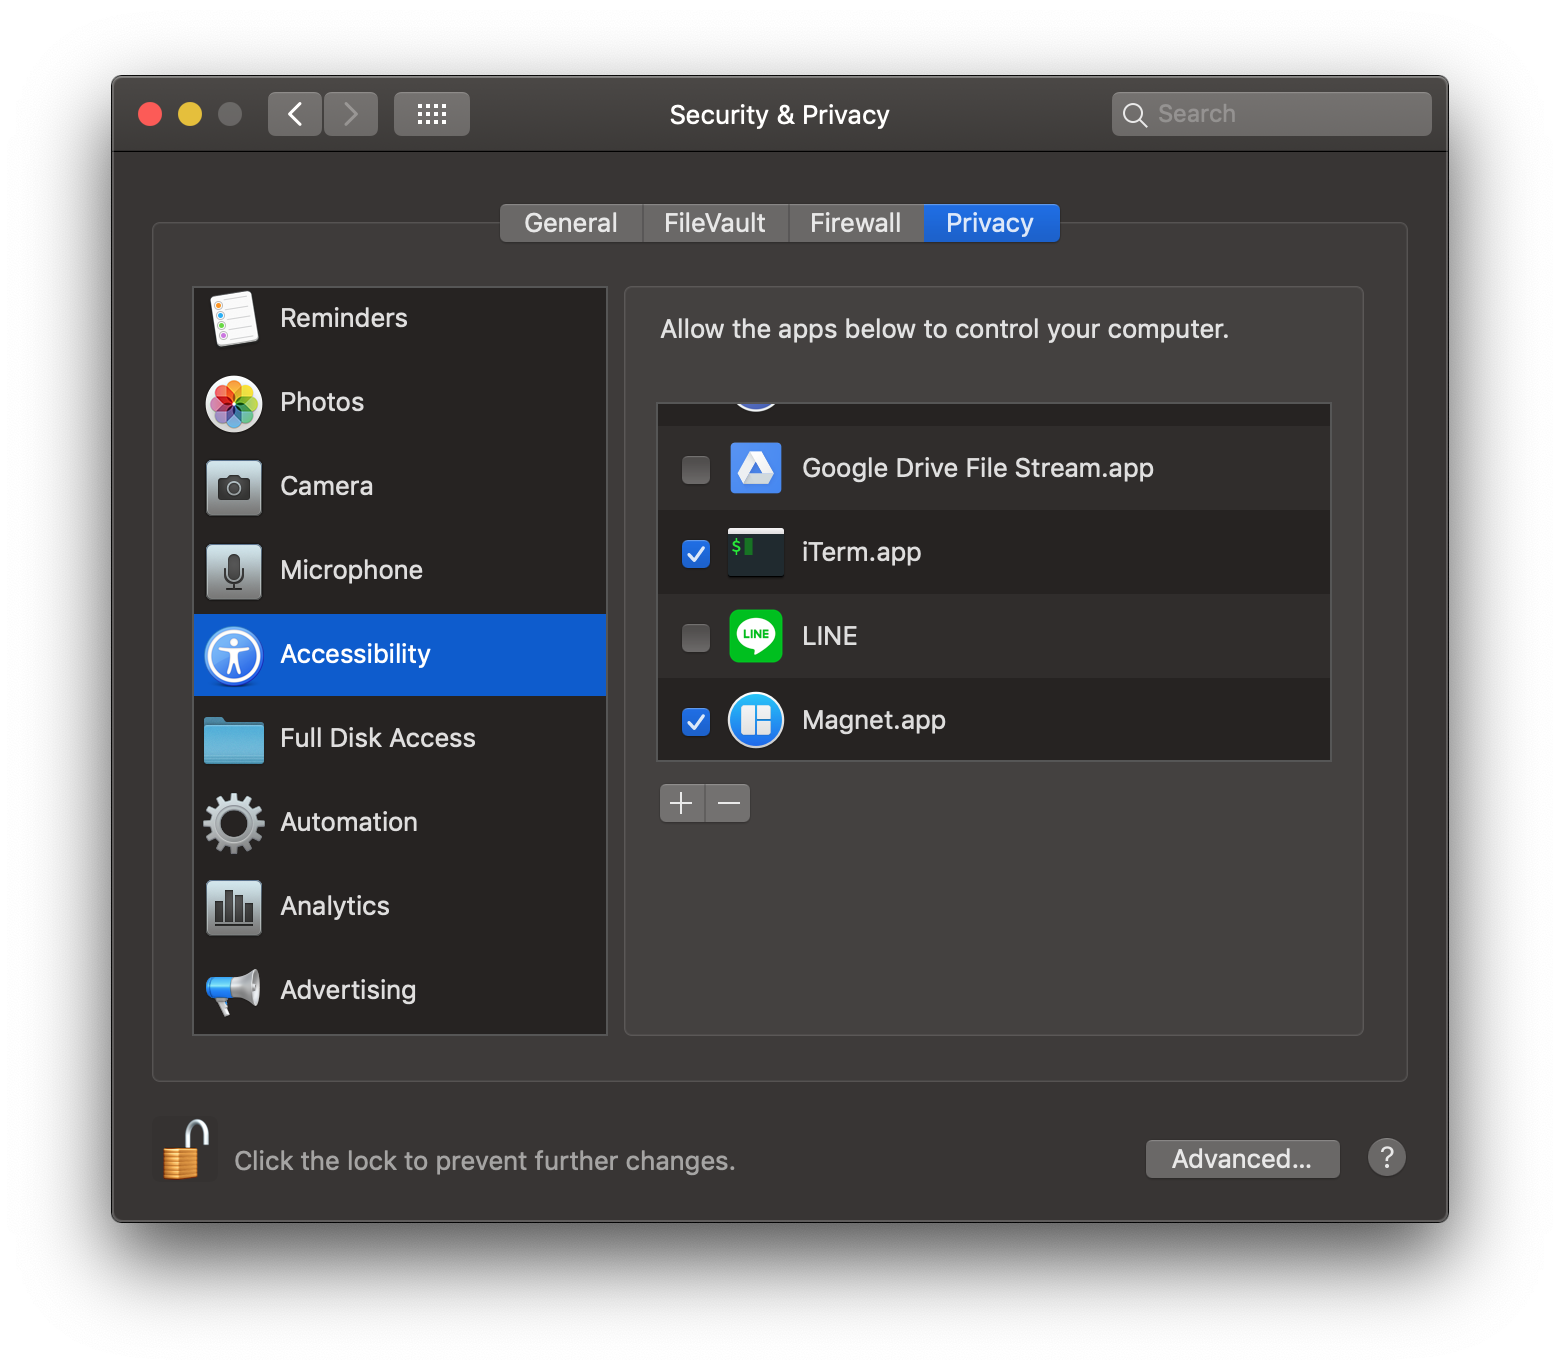 Security & Privacy
Search
General
FileVault
Firewall
Privacy
Reminders
Photos
Camera
Microphone
Accessibility
Full Disk Access
Automation
Analytics
Advertising
Allow the apps below to control your computer.
Google Drive File Stream.app
$
iTerm.app
LINE
LINE
Magnet.app
Click the lock to prevent further changes.
Advanced...
?